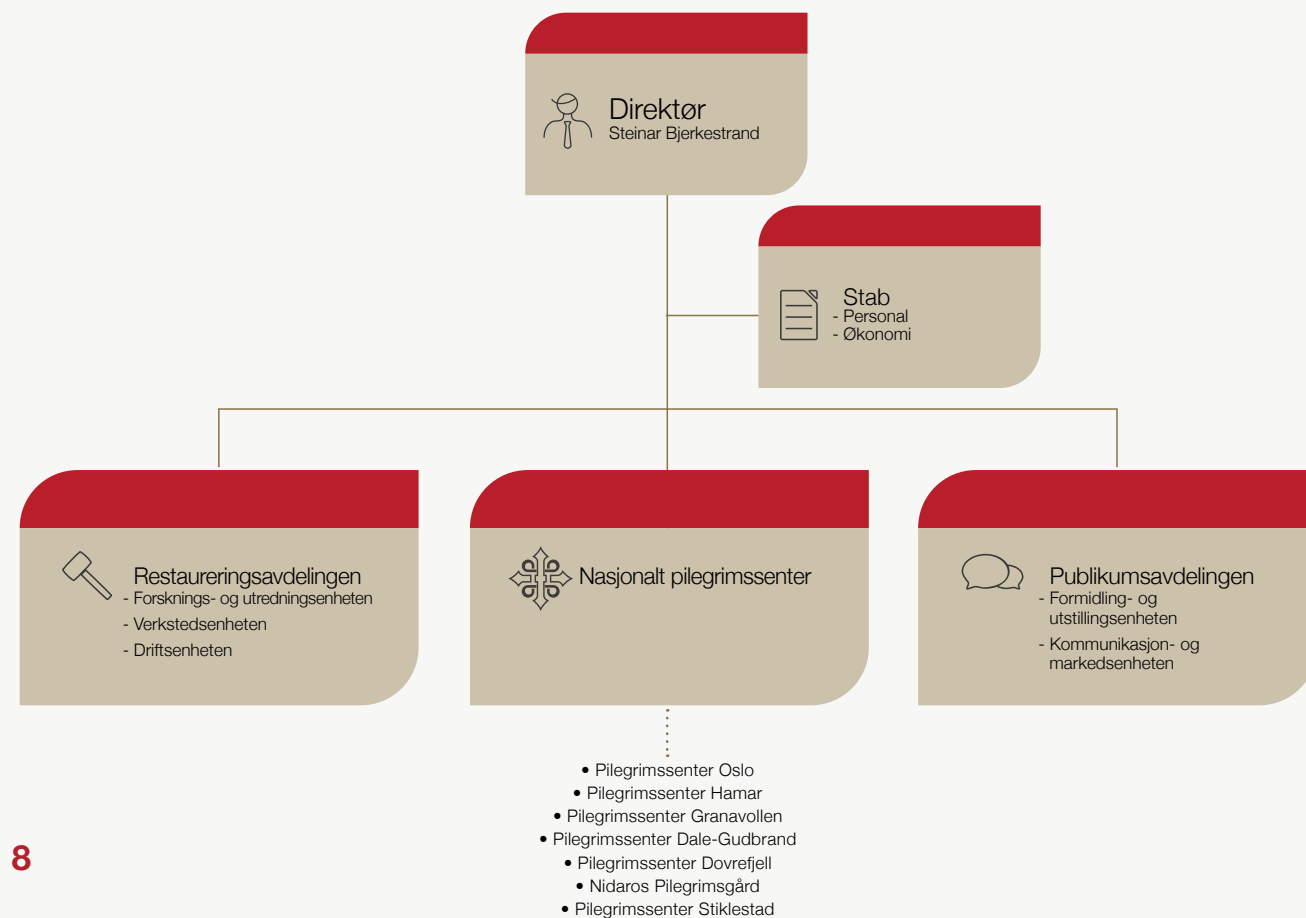 Direktør
Steinar Bjerkestrand
Stab
- Personal
- Økonomi
Restaureringsavdelingen
- Forsknings- og utredningsenheten
- Verkstedsenheten
- Driftsenheten
Nasjonalt pilegrimssenter
Publikumsavdelingen
- Formidling- og
utstillingsenheten
- Kommunikasjon- og
markedsenheten
• Pilegrimssenter Oslo
• Pilegrimssenter Hamar
• Pilegrimssenter Granavollen
• Pilegrimssenter Dale-Gudbrand
• Pilegrimssenter Dovrefjell
• Nidaros Pilegrimsgård
• Pilegrimssenter Stiklestad
8